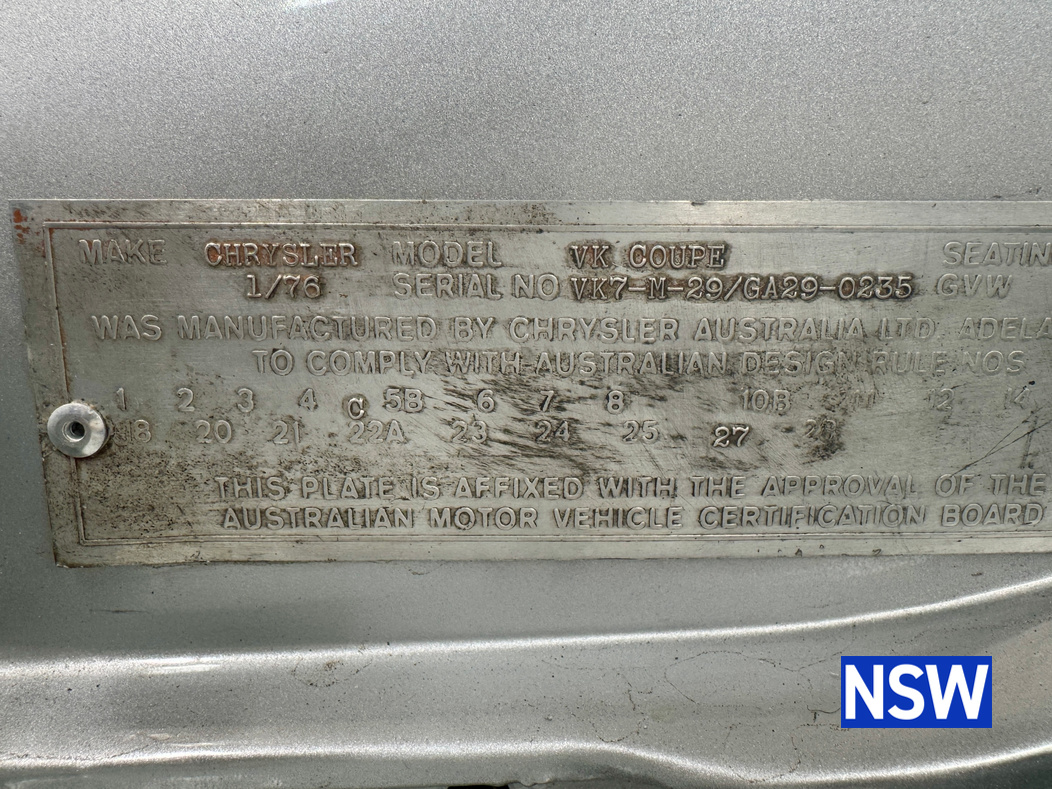 MAKE CHRYSLER MODEL VK COUPE SEATIN
1/76 SERIAL NO VK7-M-29/GA29-0235 GVW
WAS MANUFACTURED BY CHRYSLER AUSTRALIA LTD. ADELA
TO COMPLY WITH AUSTRALIAN DESIGN RULE NOS
1 2 3 4 C 5B 6 7 8 10B 11 12 14
18 20 21 22A 23 24 25 27
THIS PLATE IS AFFIXED WITH THE APPROVAL OF THE
AUSTRALIAN MOTOR VEHICLE CERTIFICATION BOARD
NSW